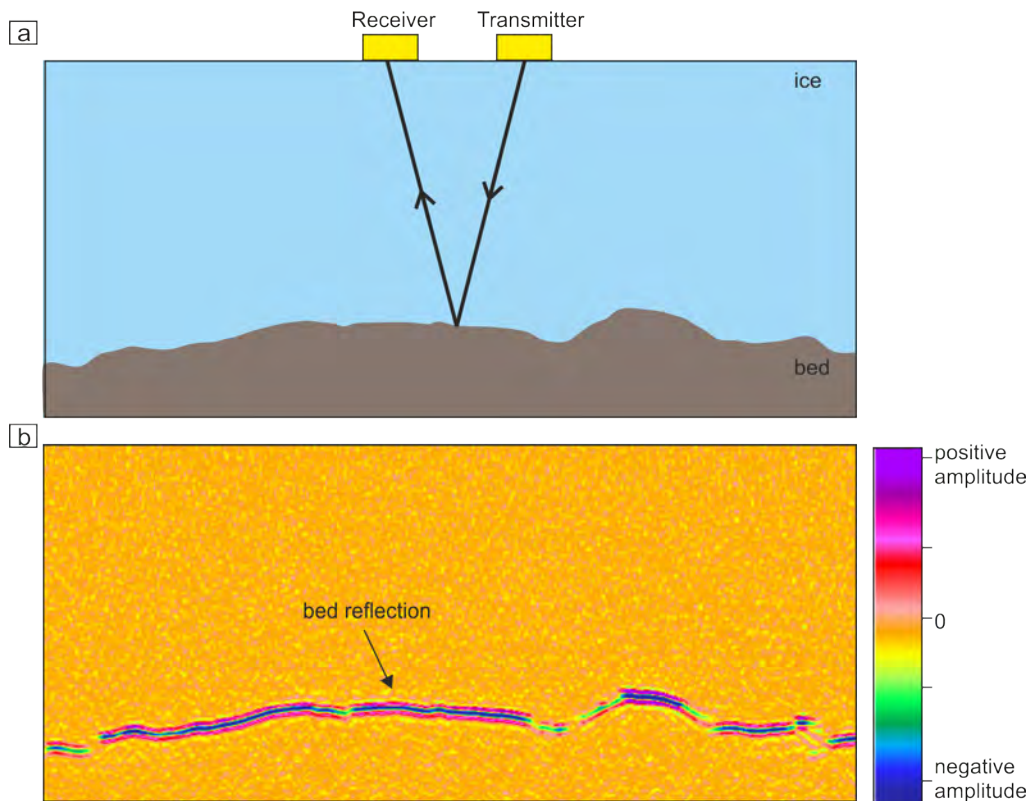 a
Receiver
Transmitter
ice
bed
b
bed reflection
positive
amplitude
0
negative
amplitude